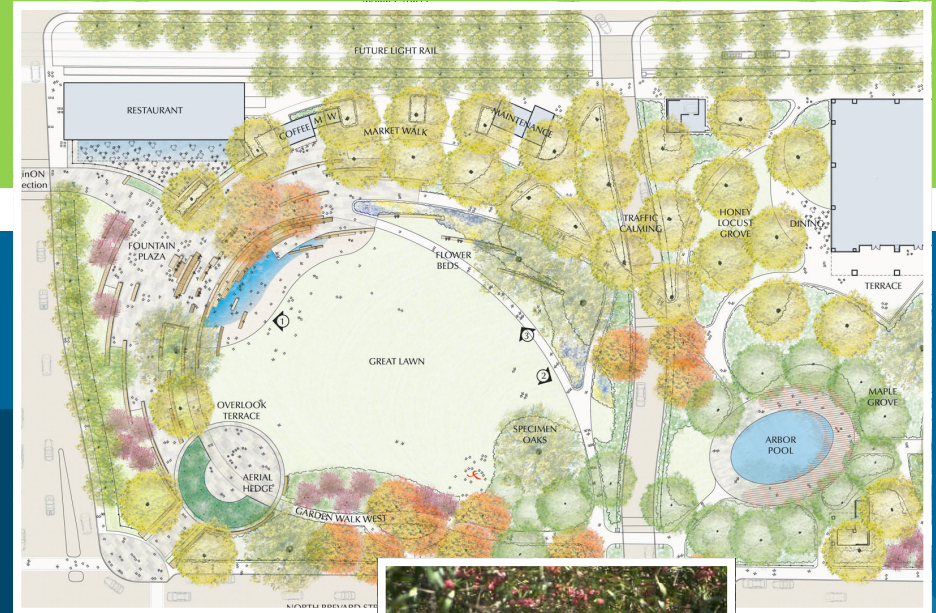 FUTURE LIGHT RAIL
RESTAURANT
COFFEE
M
W
MAINTENANCE
MARKET WALK
inON
ection
TRAFFIC
CALMING
HONEY
LOCUST
GROVE
DINING
FOUNTAIN
PLAZA
FLOWER
BEDS
TERRACE
1
3
2
GREAT LAWN
MAPLE
GROVE
OVERLOOK
TERRACE
SPECIMEN
OAKS
ARBOR
POOL
AERIAL
HEDGE
GARDEN WALK WEST
NORTH BREVARD STR